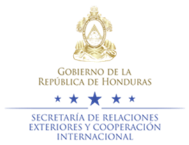 GOBIERNO DE LA
REPÚBLICA DE HONDURAS
SECRETARÍA DE RELACIONES
EXTERIORES Y COOPERACIÓN
INTERNACIONAL